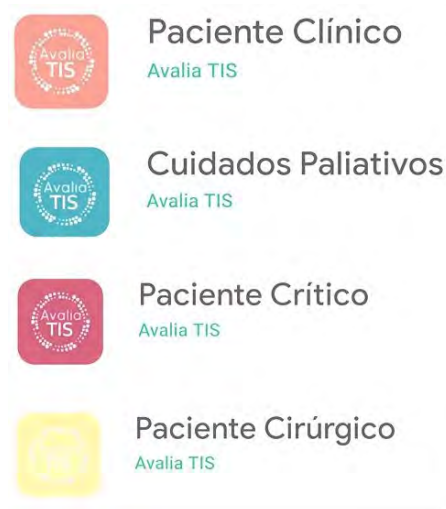 Avalia
TIS
Paciente Clínico
Avalia TIS
Avalia
TIS
Cuidados Paliativos
Avalia TIS
Avalia
TIS
Paciente Crítico
Avalia TIS
Paciente Cirúrgico
Avalia TIS